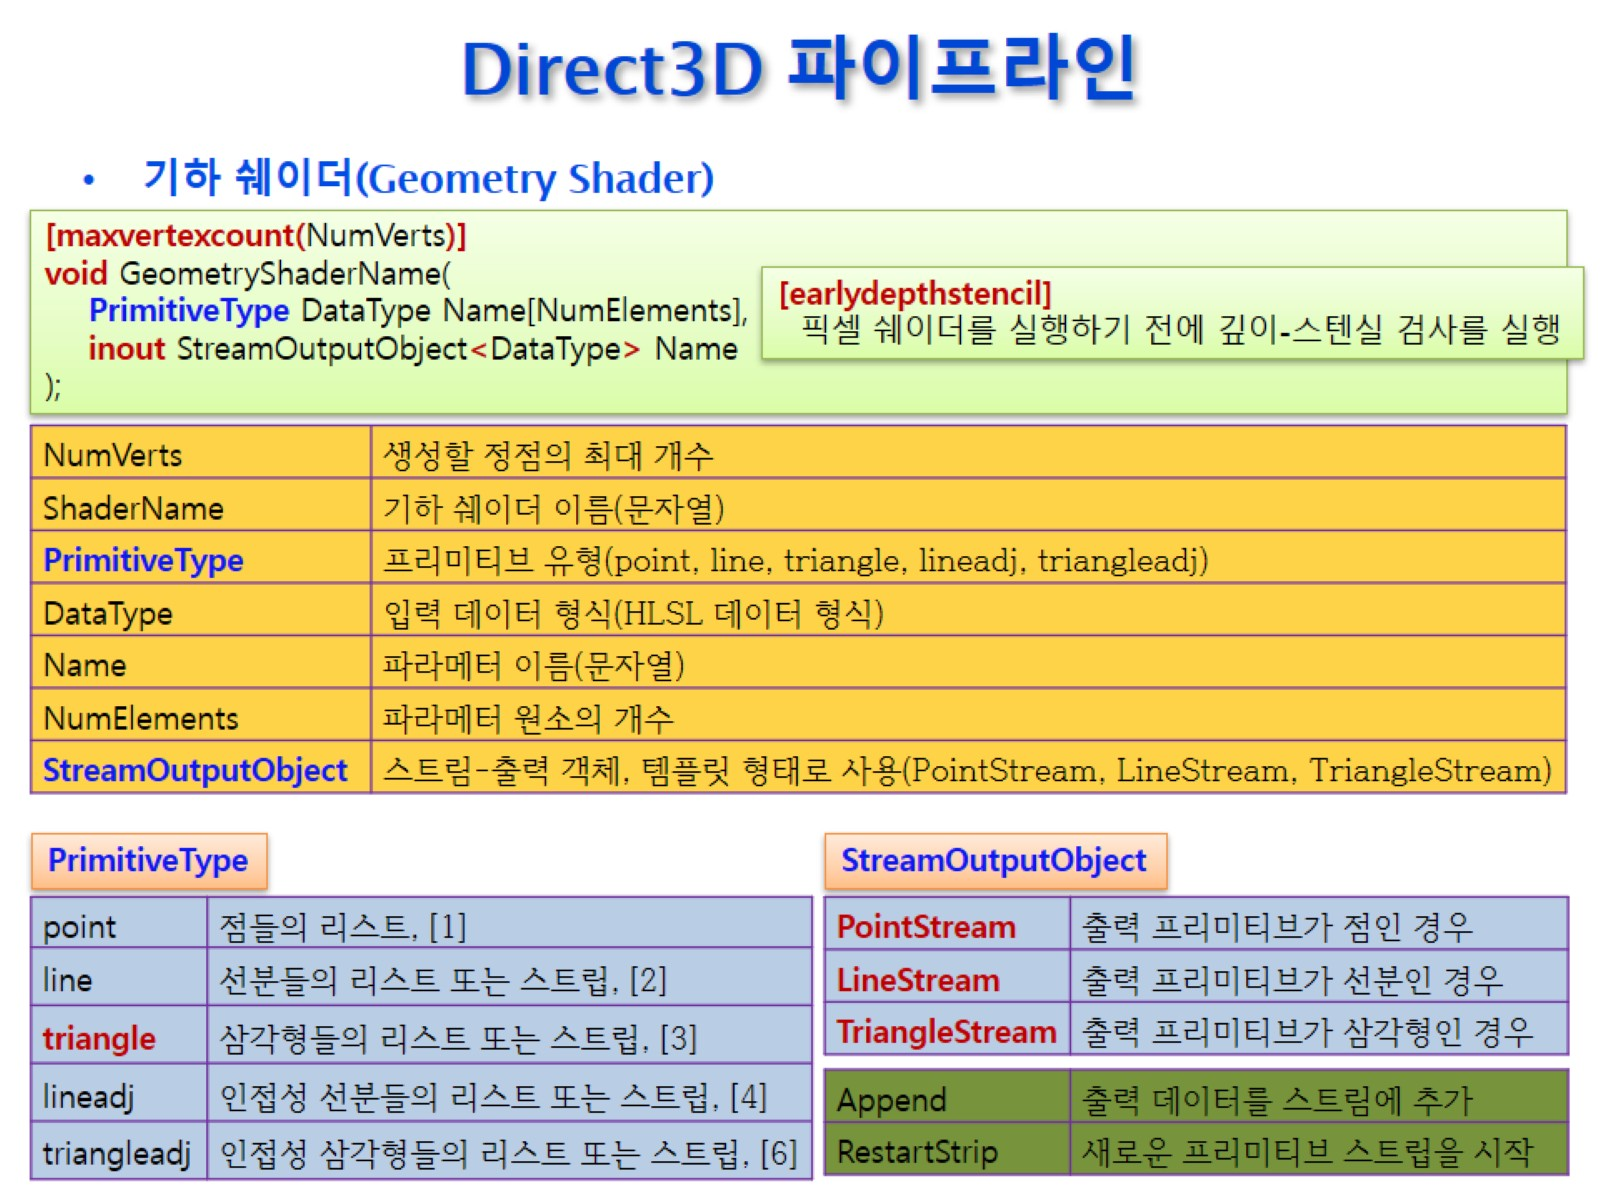 Direct3D 파이프라인
• 기하 쉐이더(Geometry Shader)
[maxvertexcount(NumVerts)]
void GeometryShaderName(
PrimitiveType DataType Name[NumElements],
inout StreamOutputObject<DataType> Name
);
[earlydepthstencil]
픽셀 쉐이더를 실행하기 전에 깊이-스텐실 검사를 실행
NumVerts 생성할 정점의 최대 개수
ShaderName 기하 쉐이더 이름(문자열)
PrimitiveType 프리미티브 유형(point, line, triangle, lineadj, triangleadj)
DataType 입력 데이터 형식(HLSL 데이터 형식)
Name 파라메터 이름(문자열)
NumElements 파라메터 원소의 개수
StreamOutputObject 스트림-출력 객체, 템플릿 형태로 사용(PointStream, LineStream, TriangleStream)
PrimitiveType
point 점들의 리스트, [1]
line 선분들의 리스트 또는 스트립, [2]
triangle 삼각형들의 리스트 또는 스트립, [3]
lineadj 인접성 선분들의 리스트 또는 스트립, [4]
triangleadj 인접성 삼각형들의 리스트 또는 스트립, [6]
StreamOutputObject
PointStream 출력 프리미티브가 점인 경우
LineStream 출력 프리미티브가 선분인 경우
TriangleStream 출력 프리미티브가 삼각형인 경우
Append 출력 데이터를 스트림에 추가
RestartStrip 새로운 프리미티브 스트립을 시작